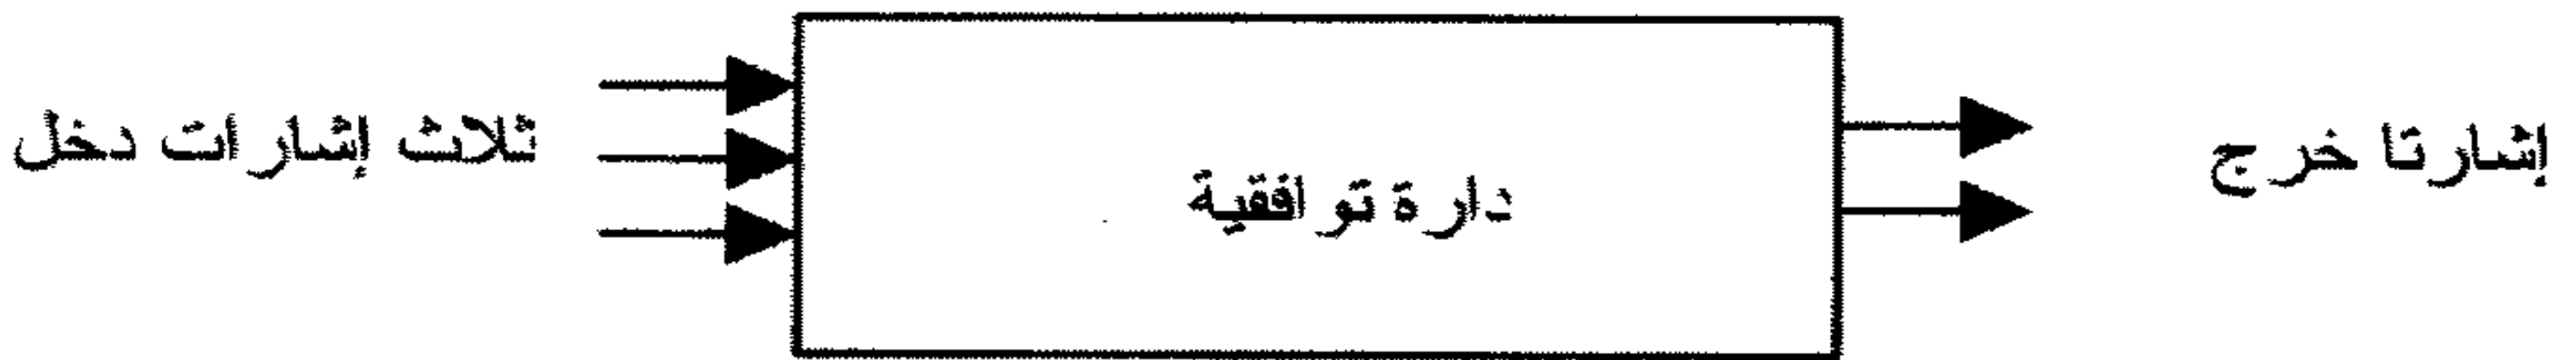 ثلاث إشارات دخل
دارة توافقية
إشارتا خرج